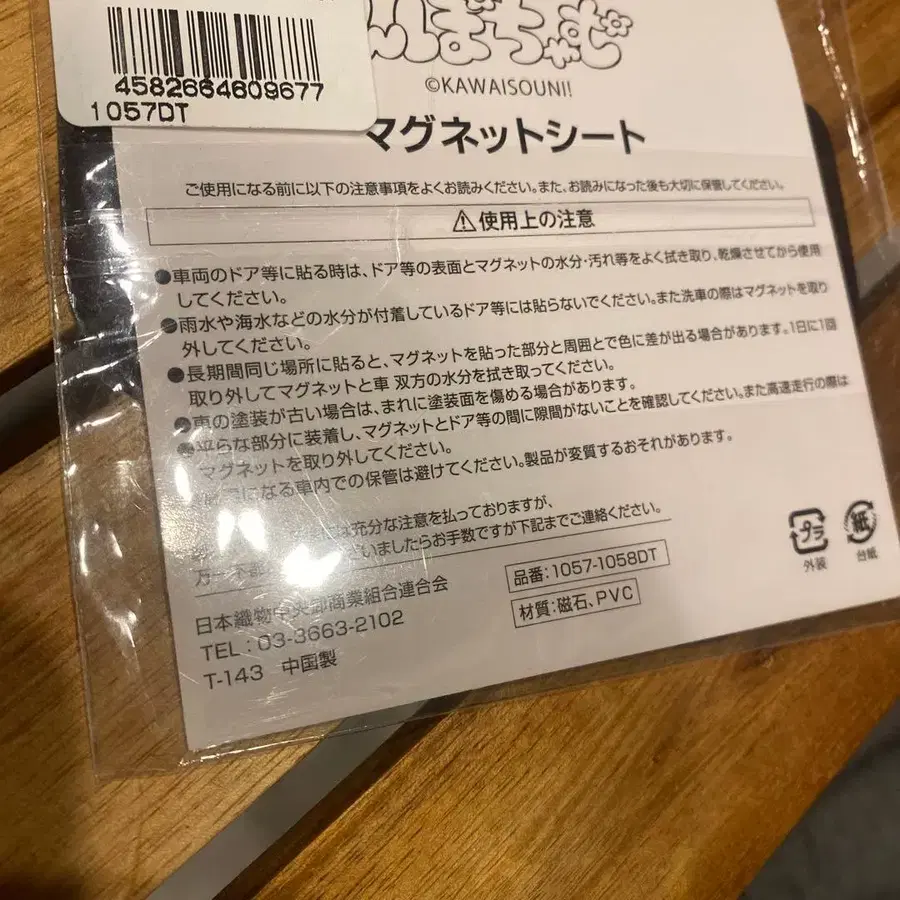 4582664609677
1057DT
んぽちゃむ
©KAWAISOUNI!
マグネットシート
ご使用になる前に以下の注意事項をよくお読みください。また、お読みになった後も大切に保管してください。
⚠使用上の注意
●車両のドア等に貼る時は、ドア等の表面とマグネットの水分・汚れ等をよく拭き取り、乾燥させてから使用
してください。
●雨水や海水などの水分が付着しているドア等には貼らないでください。また洗車の際はマグネットを取り
外してください。
●長期間同じ場所に貼ると、マグネットを貼った部分と周囲とで色に差が出る場合があります。1日に1回
取り外してマグネットと車 双方の水分を拭き取ってください。
●車の塗装が古い場合は、まれに塗装面を傷める場合があります。
●平らな部分に装着し、マグネットとドア等の間に隙間がないことを確認してください。また高速走行の際は
マグネットを取り外してください。
になる車内での保管は避けてください。製品が変質するおそれがあります。
は充分な注意を払っておりますが、
万一不
いましたらお手数ですが下記までご連絡ください。
日本織物中央卸商業組合連合会
TEL : 03-3663-2102
T-143 中国製
品番:1057-1058DT
材質:磁石、PVC
プラ
外装
紙
台紙